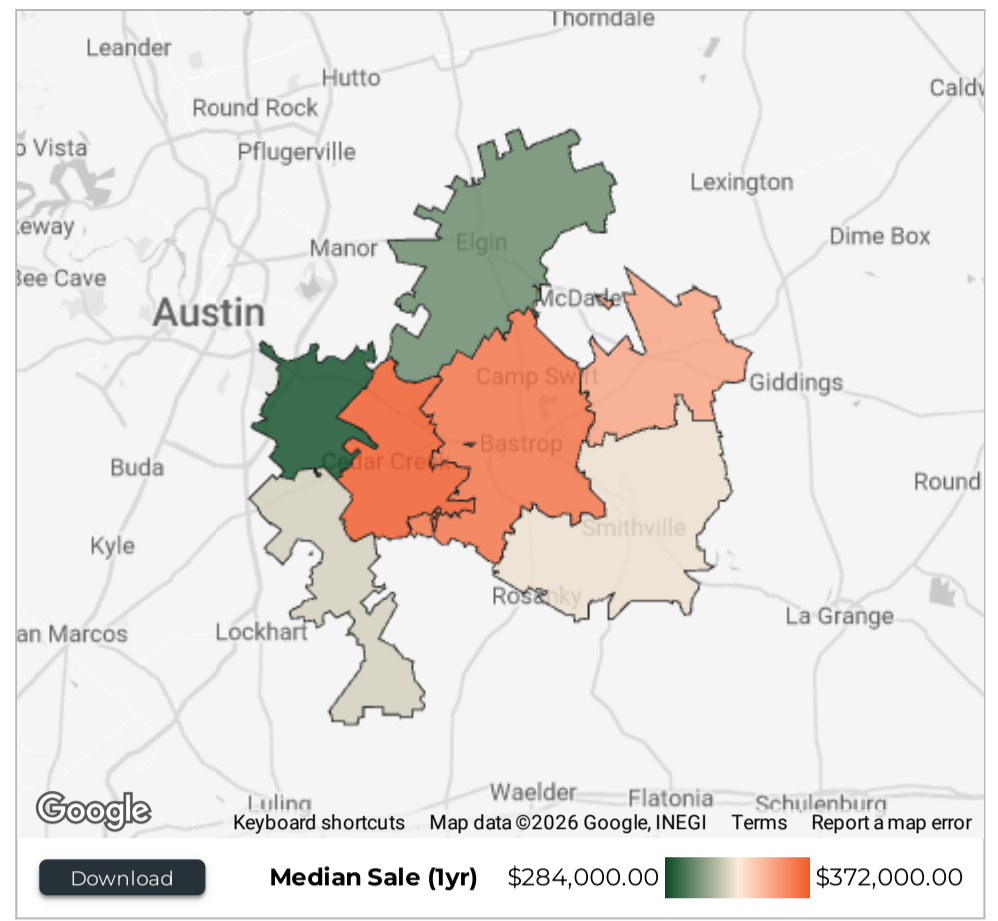 Thorndale
Leander
Hutto
Round Rock
Pflugerville
o Vista
Lexington
Manor
Elgin
Dime Box
Bee Cave
McDade
Austin
Camp Swift
Giddings
Bastrop
Cedar Creek
Buda
Round
Smithville
Kyle
Rosanky
La Grange
an Marcos
Lockhart
Waelder
Flatonia
Schulenburg
Luling
Google
Keyboard shortcuts Map data ©2026 Google, INEGI Terms Report a map error
Download
Median Sale (1yr) $284,000.00 $372,000.00